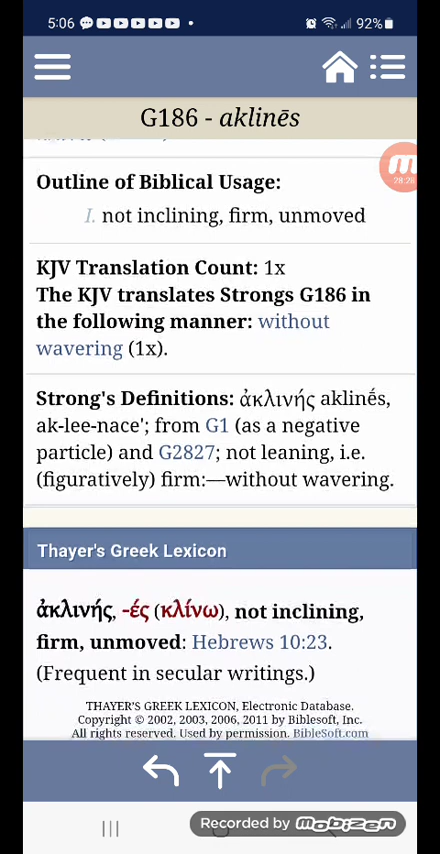 5:06
92%
G186 - aklinēs
Outline of Biblical Usage:
I. not inclining, firm, unmoved
28:26
KJV Translation Count: 1x
The KJV translates Strongs G186 in
the following manner: without
wavering (1x).
Strong's Definitions: ἀκλινής aklinḗs,
ak-lee-nace'; from G1 (as a negative
particle) and G2827; not leaning, i.e.
(figuratively) firm:—without wavering.
Thayer's Greek Lexicon
ἀκλινής, -ές (κλίνω), not inclining,
firm, unmoved: Hebrews 10:23.
(Frequent in secular writings.)
THAYER'S GREEK LEXICON, Electronic Database.
Copyright © 2002, 2003, 2006, 2011 by Biblesoft, Inc.
All rights reserved. Used by permission. BibleSoft.com
Recorded by mobizen